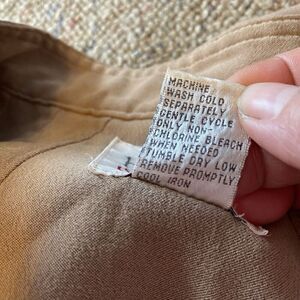 MACHINE
WASH COLD
SEPARATELY
GENTLE CYCLE
ONLY NON-
CHLORINE BLEACH
WHEN NEEDED
TUMBLE DRY LOW
REMOVE PROMPTLY
COOL IRON
1